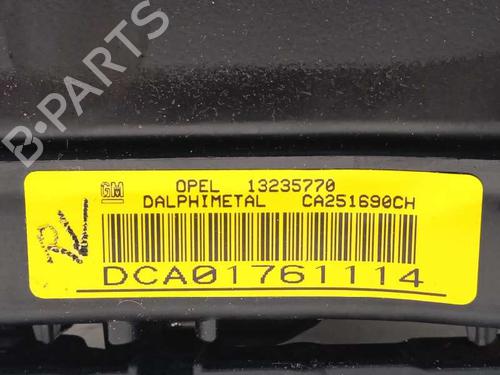 B-PARTS
GM OPEL 13235770
DALPHIMETAL CA251690CH
DCA01761114